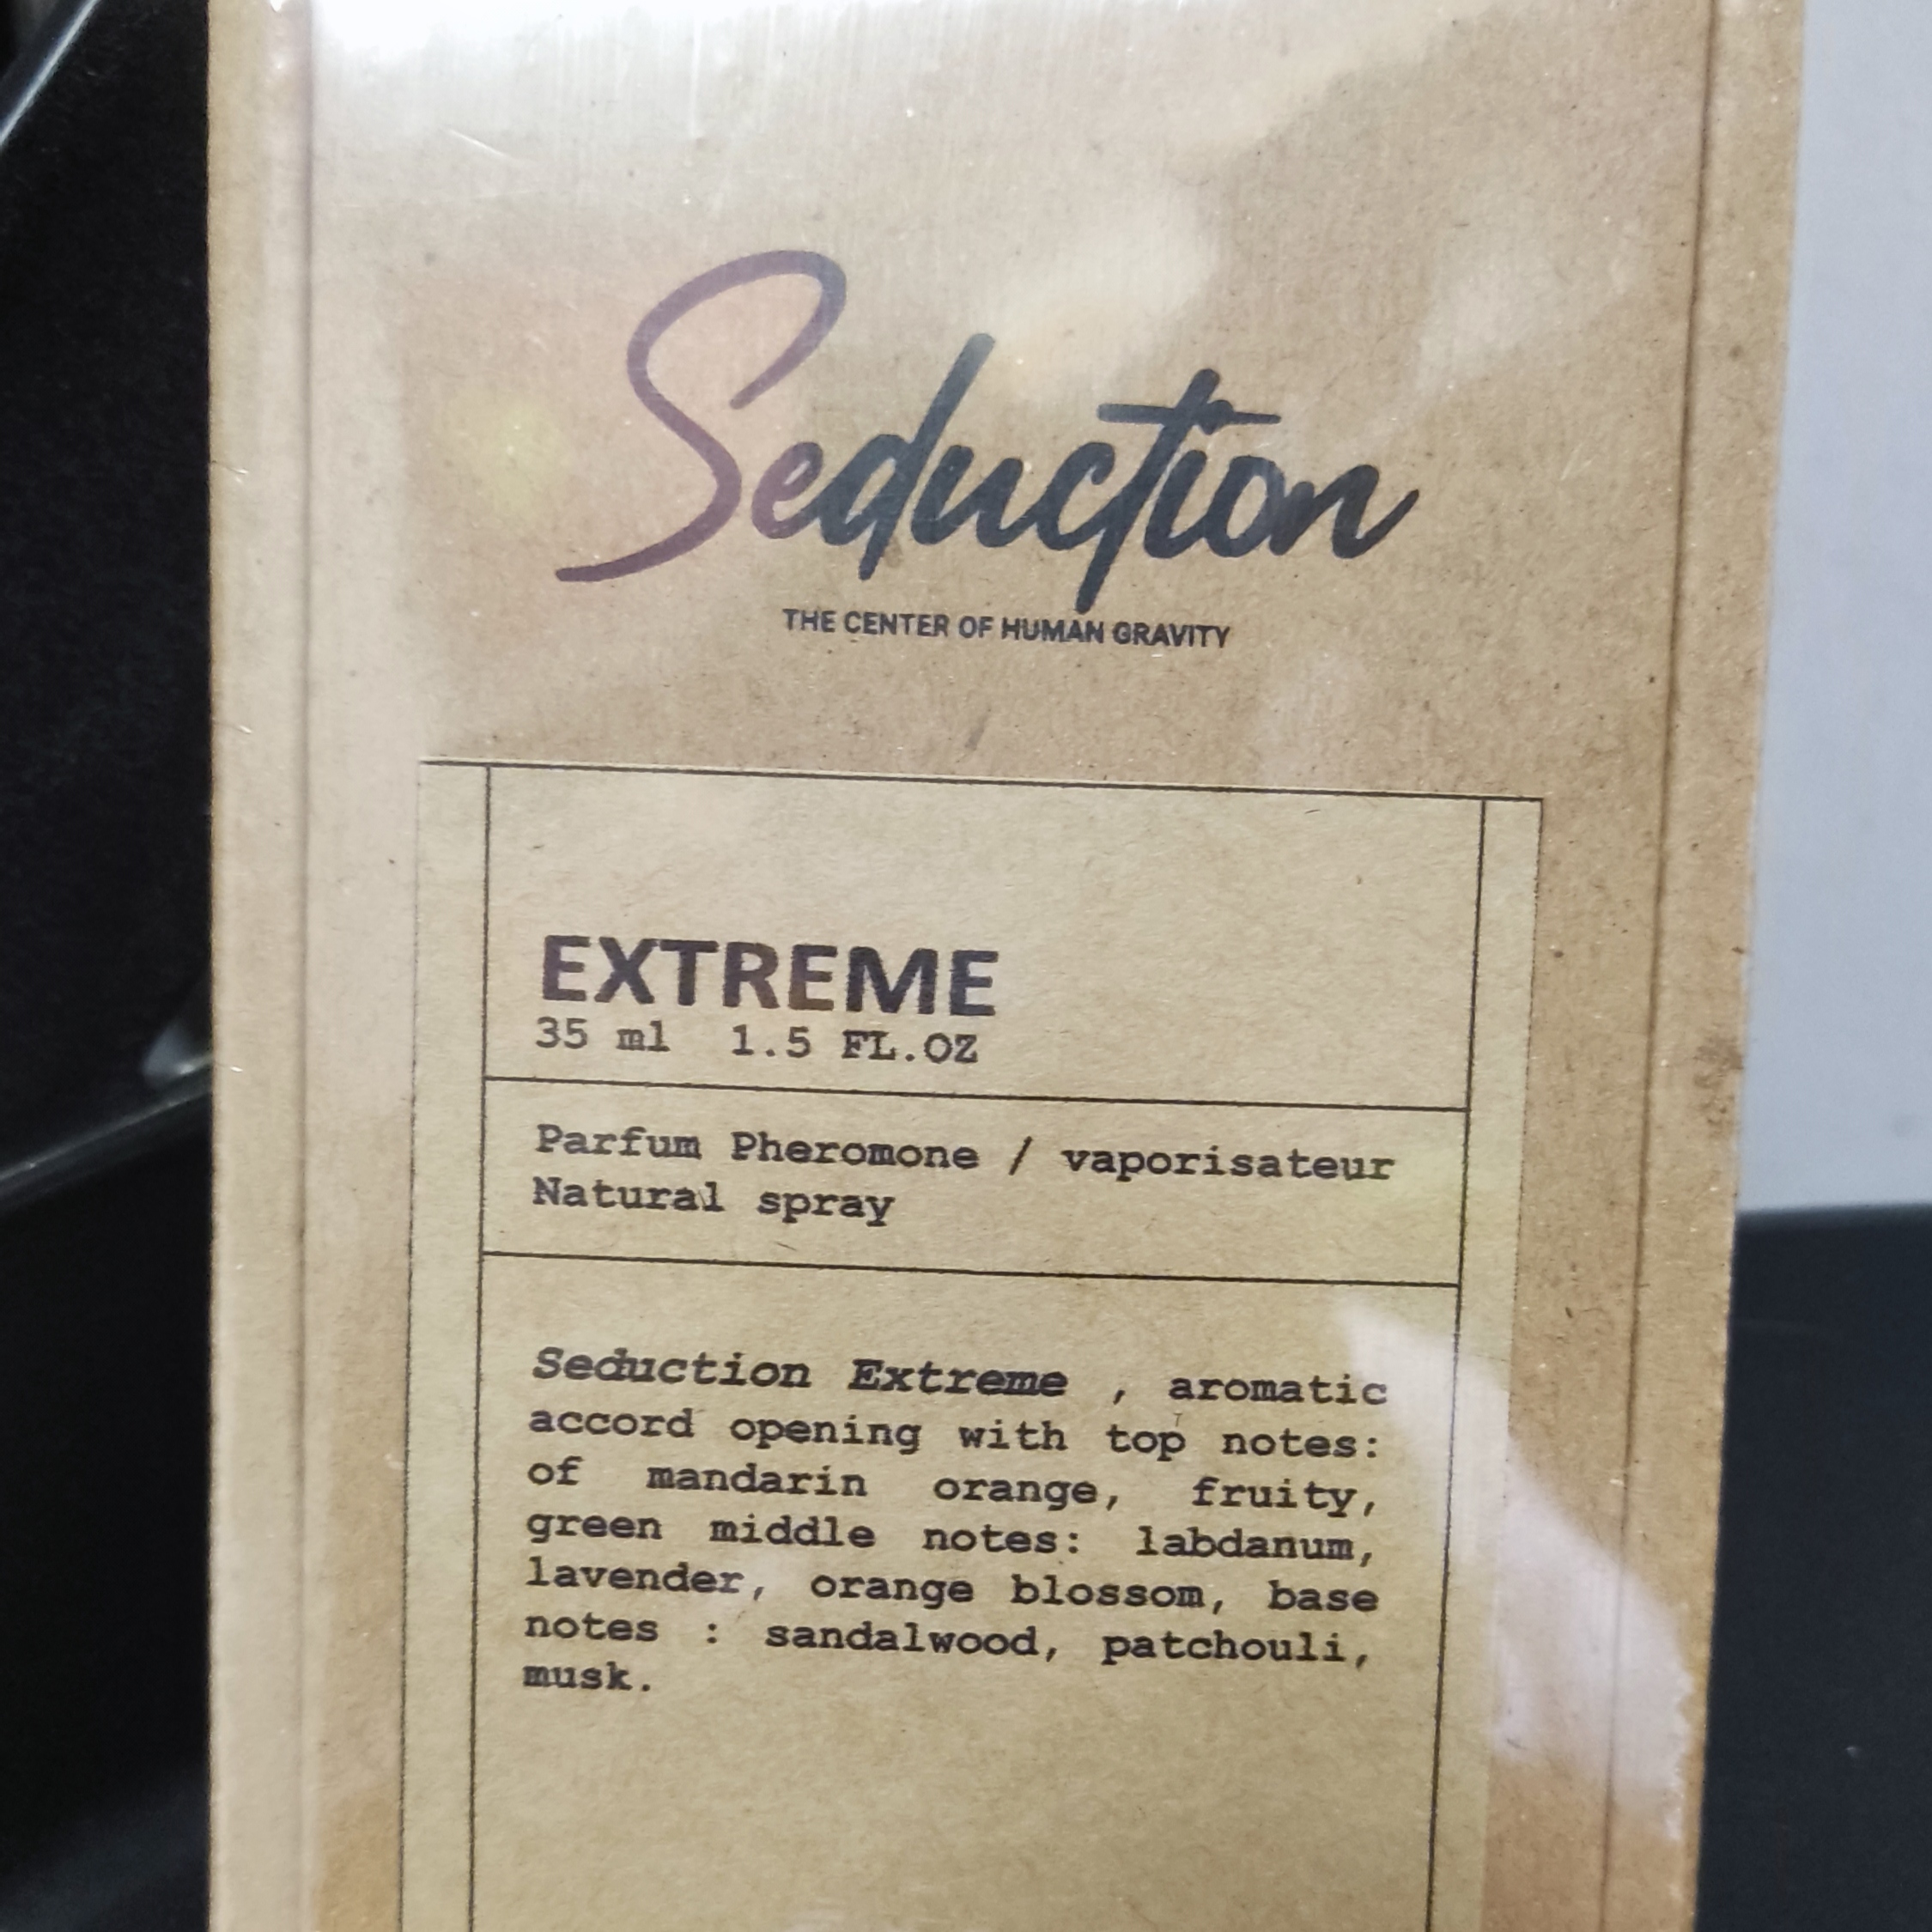 Seduction
THE CENTER OF HUMAN GRAVITY
EXTREME
35 ml 1.5 FL.OZ
Parfum Pheromone / vaporisateur
Natural spray
Seduction Extreme , aromatic
accord opening with top notes:
of mandarin orange, fruity,
green middle notes: labdanum,
lavender, orange blossom, base
notes : sandalwood, patchouli,
musk.